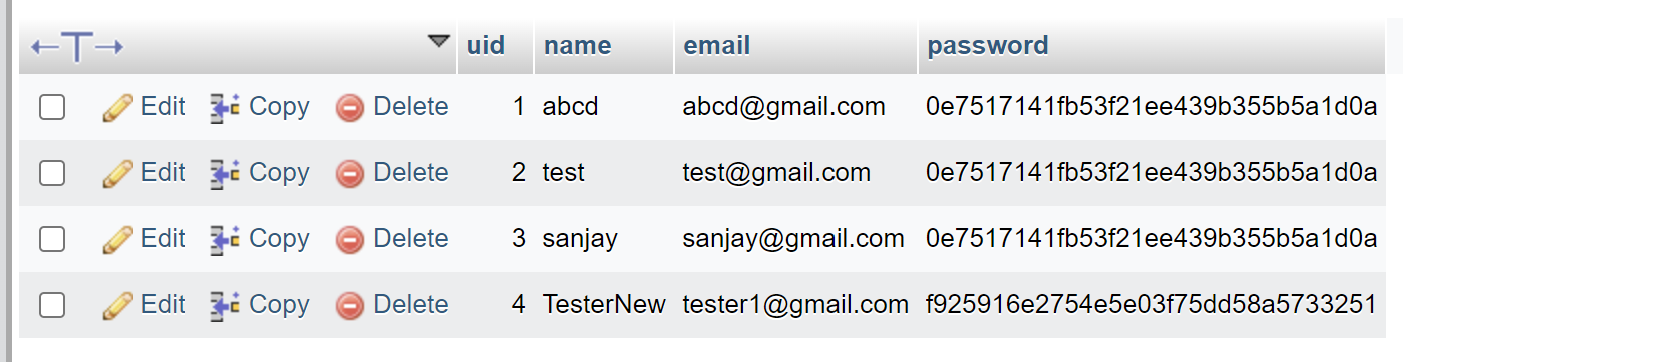 uid name email password
Edit Copy Delete 1 abcd abcd@gmail.com 0e7517141fb53f21ee439b355b5a1d0a
Edit Copy Delete 2 test test@gmail.com 0e7517141fb53f21ee439b355b5a1d0a
Edit Copy Delete 3 sanjay sanjay@gmail.com 0e7517141fb53f21ee439b355b5a1d0a
Edit Copy Delete 4 TesterNew tester1@gmail.com f925916e2754e5e03f75dd58a5733251